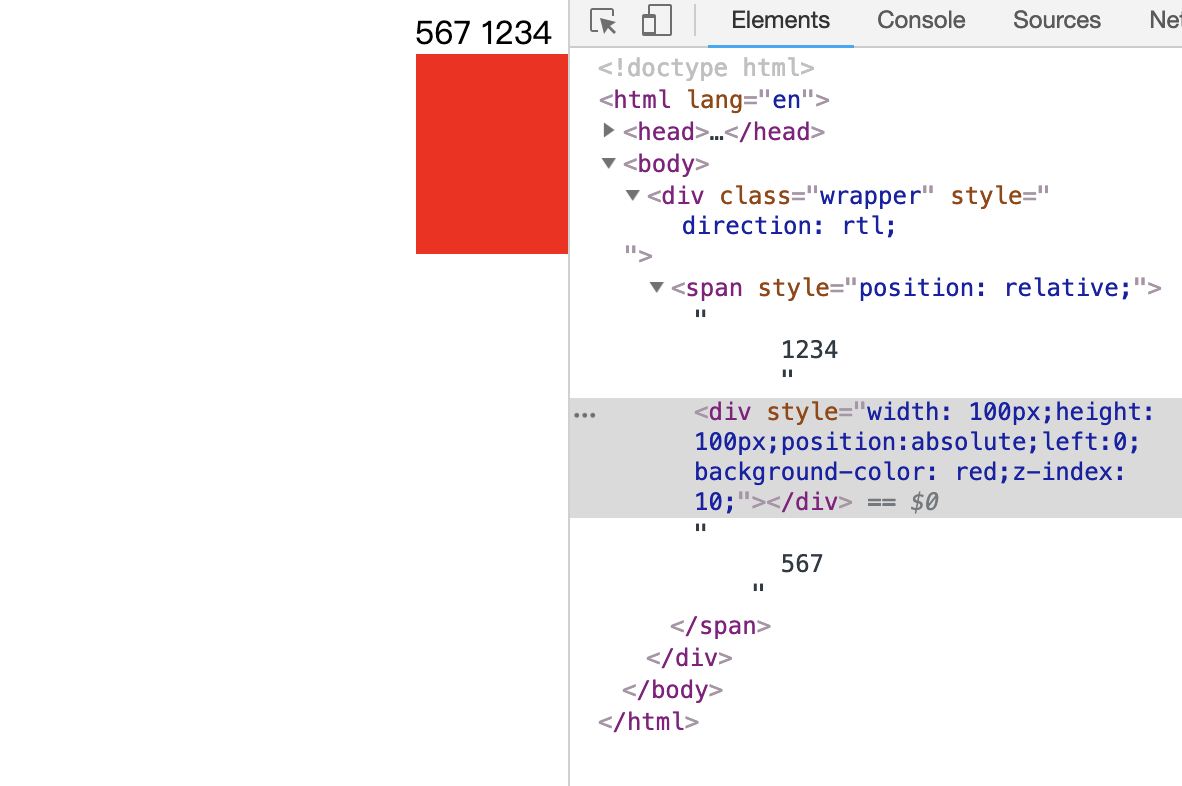 567 1234
Elements Console Sources Net
<!doctype html>
<html lang="en">
<head>…</head>
<body>
<div class="wrapper" style="
direction: rtl;
">
<span style="position: relative;">
"
1234
"
… <div style="width: 100px;height:
100px;position:absolute;left:0;
background-color: red;z-index:
10;"></div> == $0
"
567
"
</span>
</div>
</body>
</html>